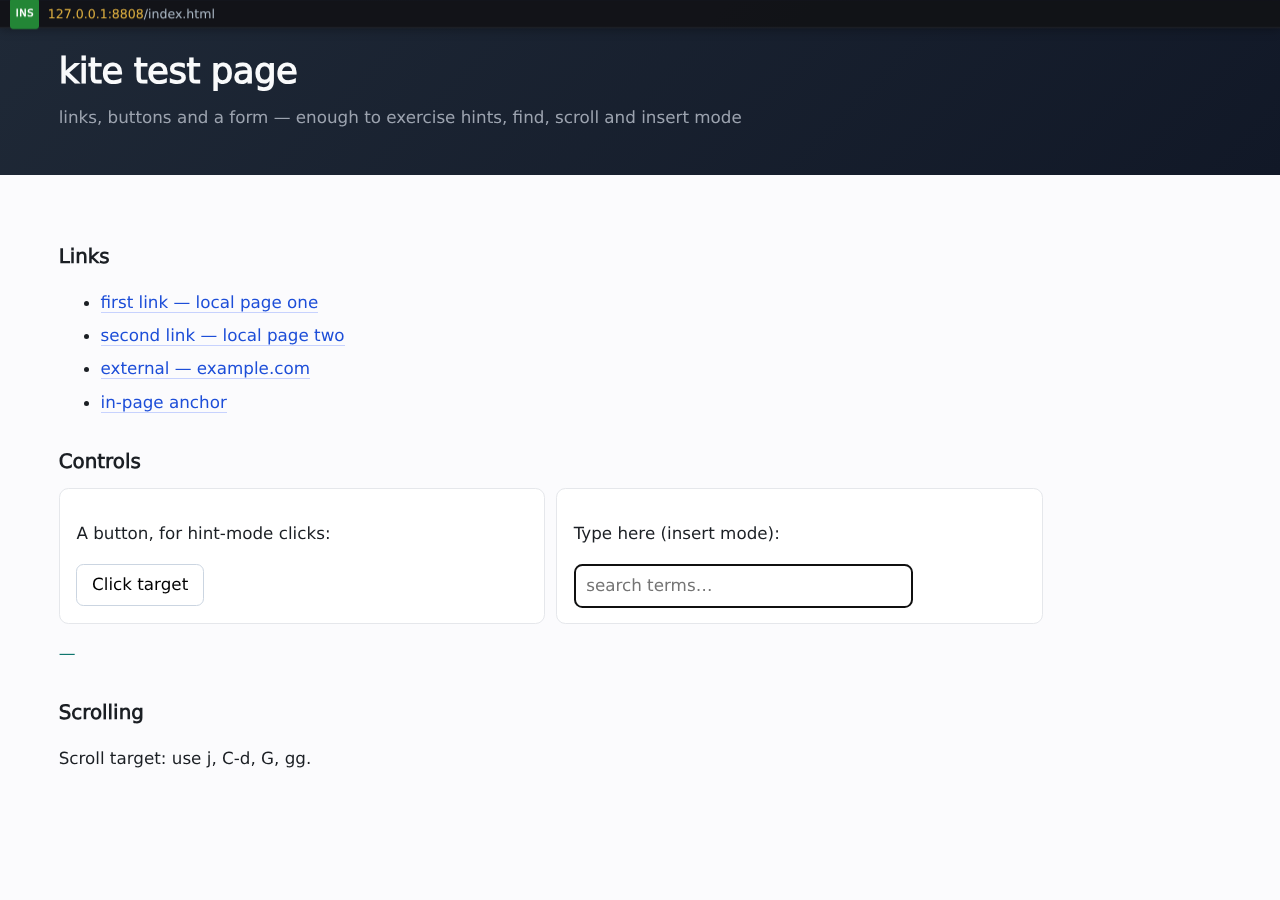 INS 127.0.0.1:8808/index.html
kite test page
links, buttons and a form — enough to exercise hints, find, scroll and insert mode
Links
• first link — local page one
• second link — local page two
• external — example.com
• in-page anchor
Controls
A button, for hint-mode clicks:
Click target
Type here (insert mode):
search terms…
—
Scrolling
Scroll target: use j, C-d, G, gg.